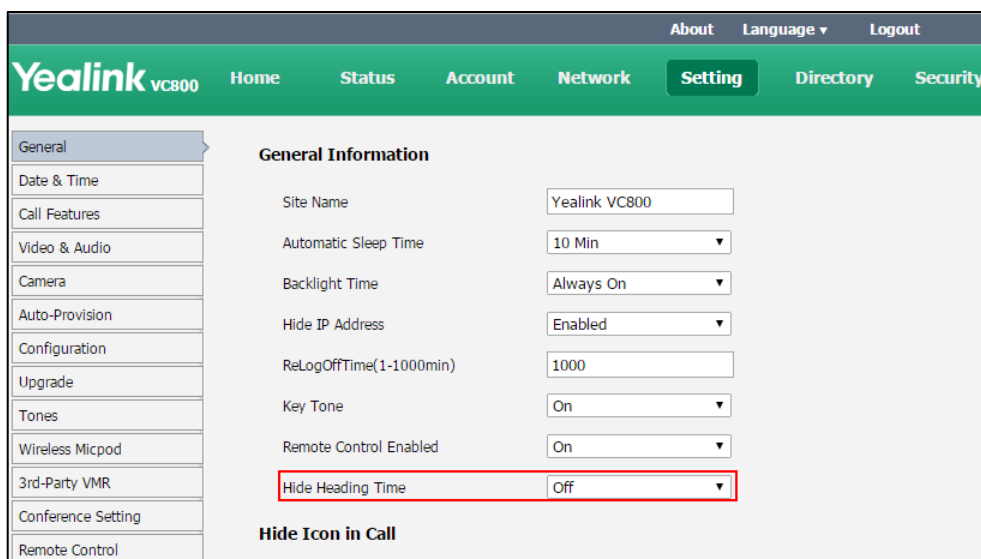 About Language ▾ Logout
Yealink VC800 Home Status Account Network Setting Directory Security
General
Date & Time
Call Features
Video & Audio
Camera
Auto-Provision
Configuration
Upgrade
Tones
Wireless Micpod
3rd-Party VMR
Conference Setting
Remote Control
General Information
Site Name Yealink VC800
Automatic Sleep Time 10 Min
Backlight Time Always On
Hide IP Address Enabled
ReLogOffTime(1-1000min) 1000
Key Tone On
Remote Control Enabled On
Hide Heading Time Off
Hide Icon in Call